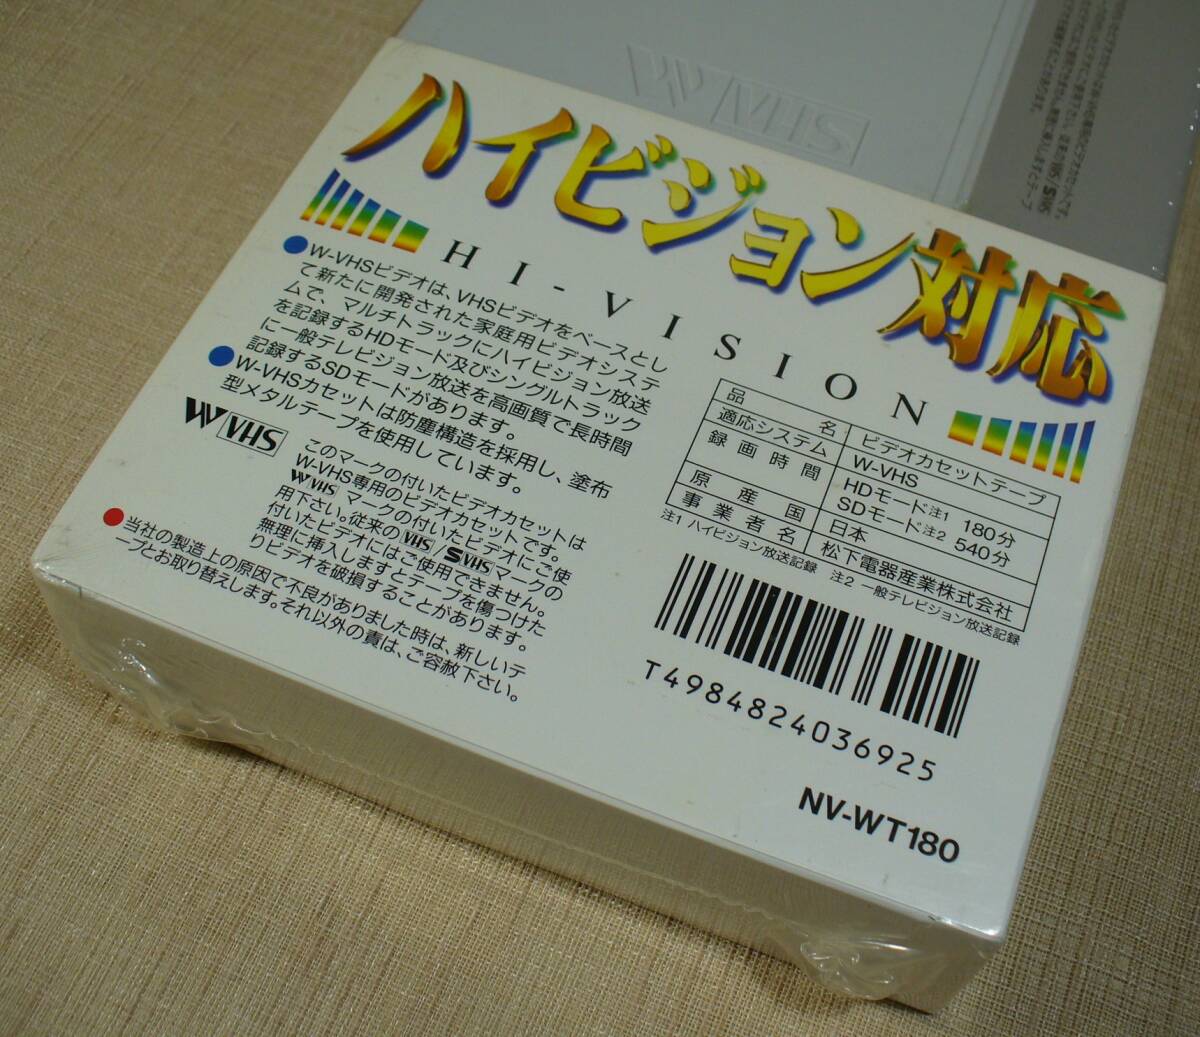 W VHS
ハイビジョン対応
HI-VISION
●W-VHSビデオは、VHSビデオをベースとし
て新たに開発された家庭用ビデオシステ
ムで、マルチトラックにハイビジョン放送
を記録するHDモード及びシングルトラック
に一般テレビジョン放送を高画質で長時間
記録するSDモードがあります。
●W-VHSカセットは防塵構造を採用し、塗布
型メタルテープを使用しています。
W VHS
このマークの付いたビデオカセットは
W-VHS専用のビデオカセットです。
W VHS マークの付いたビデオにご使
用下さい。従来のVHS/SVHSマークの
付いたビデオにはご使用できません。
無理に挿入しますとテープを傷つけた
りビデオを破損することがあります。
●当社の製造上の原因で不良がありました時は、新しいテ
ープとお取り替えします。それ以外の責は、ご容赦下さい。
品名 ビデオカセットテープ
適応システム W-VHS
録画時間 HDモード注1 180分
SDモード注2 540分
原産国 日本
事業者名 松下電器産業株式会社
注1 ハイビジョン放送記録 注2 一般テレビジョン放送記録
T4984824036925
NV-WT180